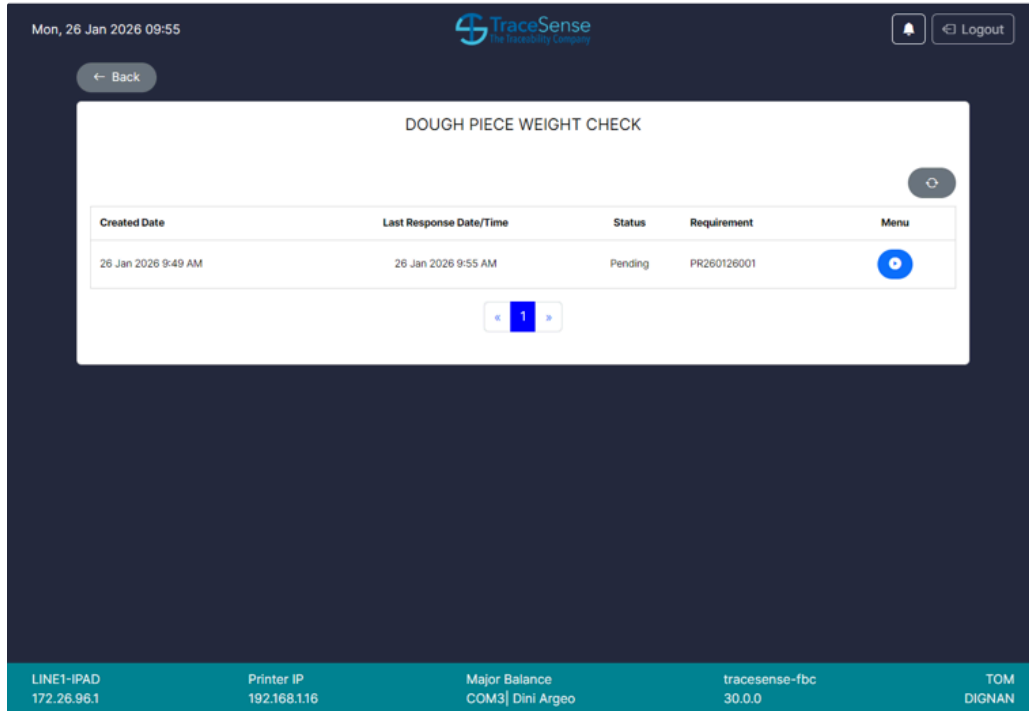 Mon, 26 Jan 2026 09:55
TraceSense
The Traceability Company
Logout
← Back
DOUGH PIECE WEIGHT CHECK
Created Date Last Response Date/Time Status Requirement Menu
26 Jan 2026 9:49 AM 26 Jan 2026 9:55 AM Pending PR260126001
« 1 »
LINE1-IPAD Printer IP Major Balance tracesense-fbc TOM
172.26.96.1 192.168.1.16 COM3| Dini Argeo 30.0.0 DIGNAN